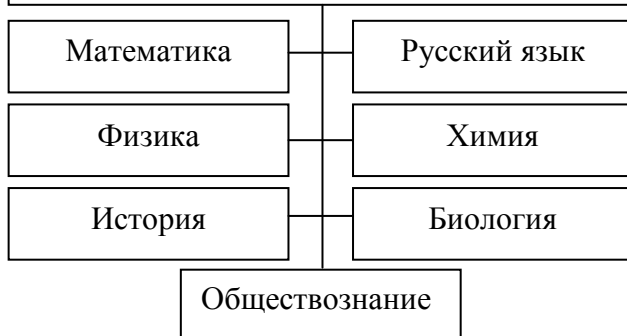 Математика
Русский язык
Физика
Химия
История
Биология
Обществознание